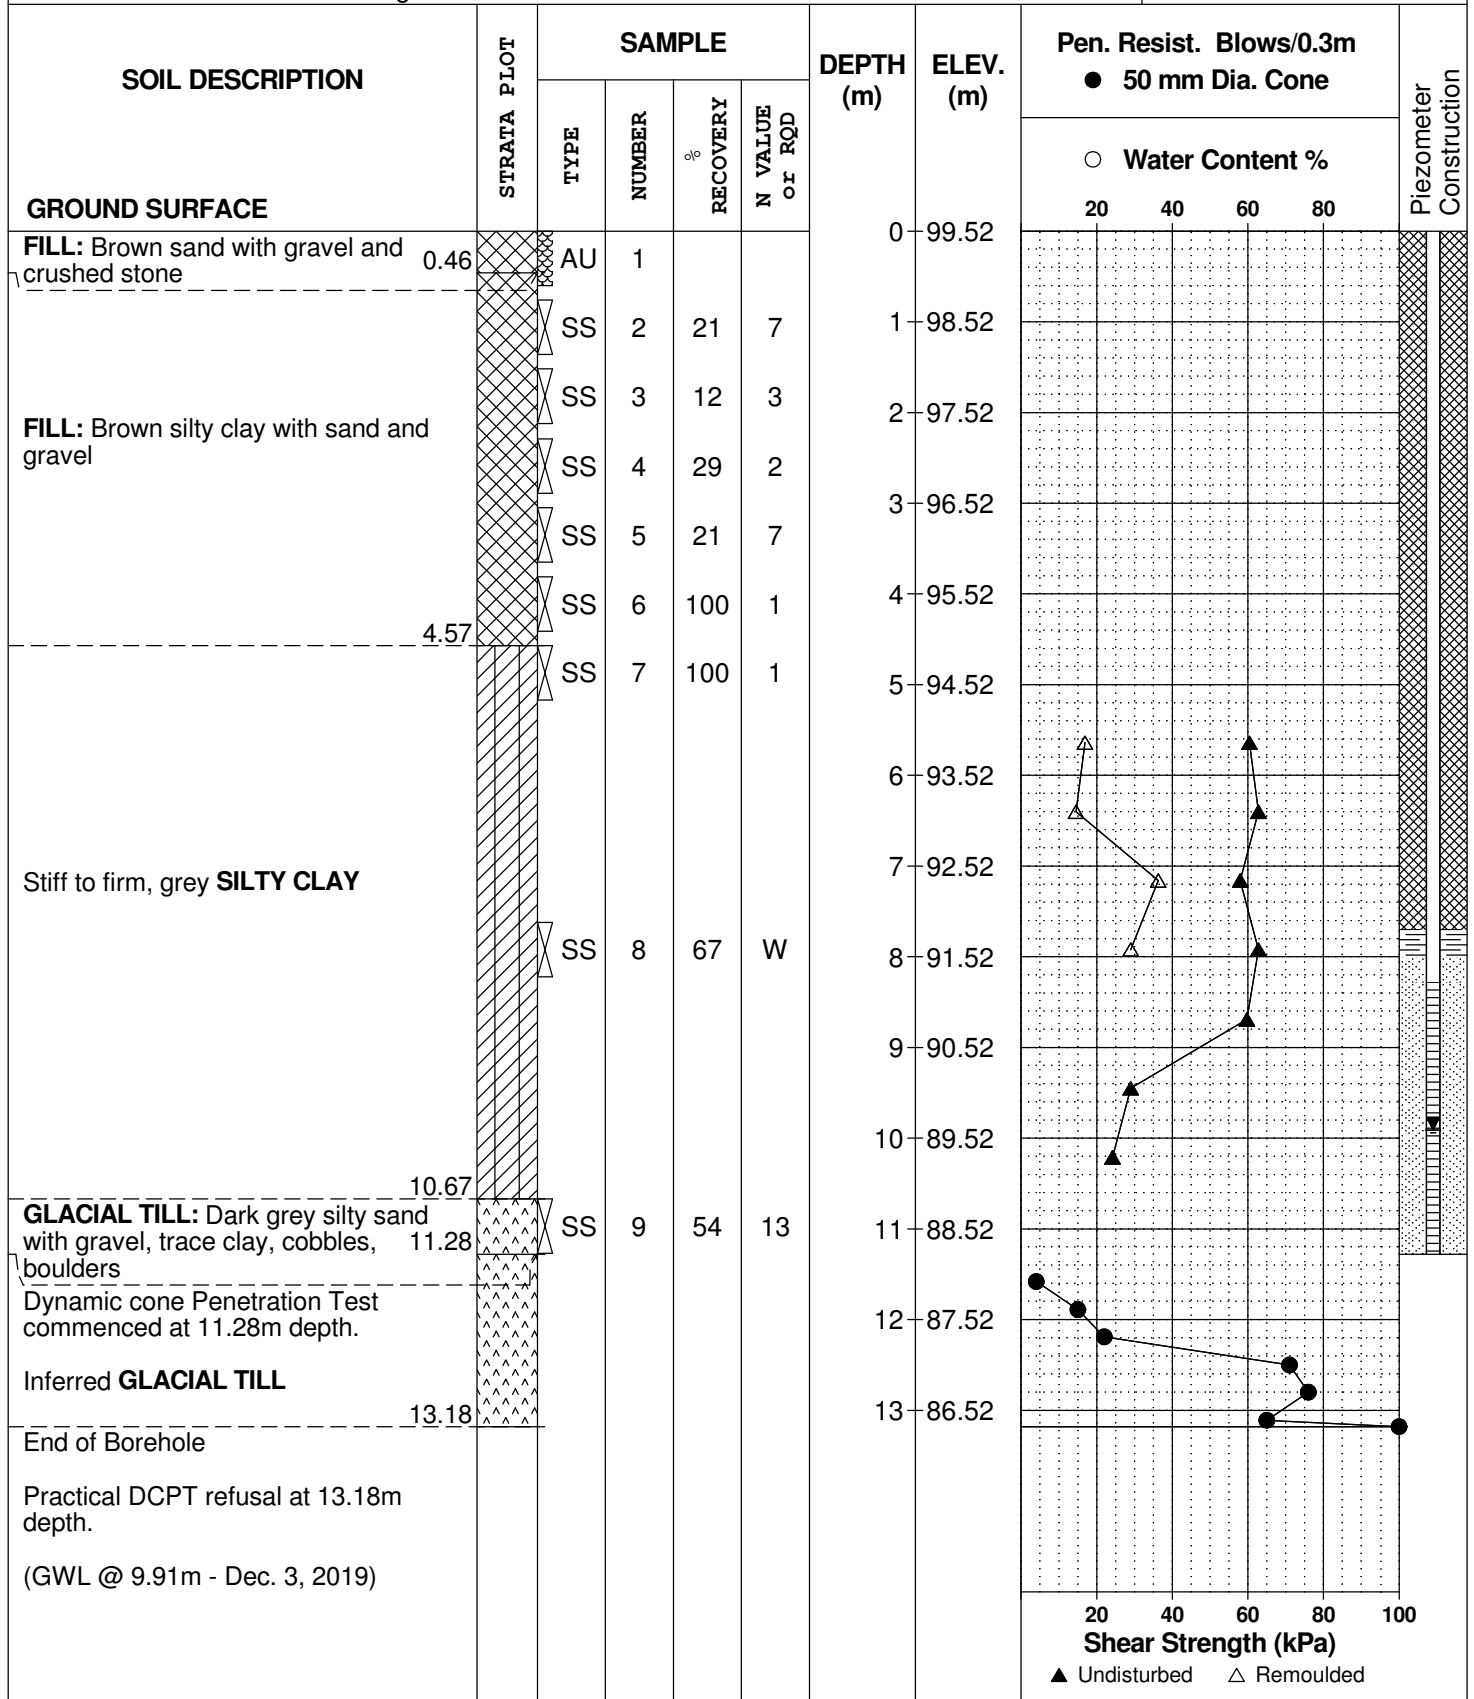 SOIL DESCRIPTION
GROUND SURFACE
STRATA PLOT
SAMPLE
TYPE
NUMBER
%
RECOVERY
N VALUE
or RQD
DEPTH
(m)
ELEV.
(m)
Pen. Resist. Blows/0.3m
● 50 mm Dia. Cone
○ Water Content %
20 40 60 80
Piezometer
Construction
FILL: Brown sand with gravel and
crushed stone
0.46
AU 1
0 99.52
SS 2 21 7
1 98.52
SS 3 12 3
2 97.52
FILL: Brown silty clay with sand and
gravel
SS 4 29 2
3 96.52
SS 5 21 7
4 95.52
SS 6 100 1
4.57
SS 7 100 1
5 94.52
6 93.52
7 92.52
Stiff to firm, grey SILTY CLAY
SS 8 67 W
8 91.52
9 90.52
10 89.52
10.67
GLACIAL TILL: Dark grey silty sand
with gravel, trace clay, cobbles,
boulders
11.28
SS 9 54 13
11 88.52
Dynamic cone Penetration Test
commenced at 11.28m depth.
12 87.52
Inferred GLACIAL TILL
13.18
13 86.52
End of Borehole
Practical DCPT refusal at 13.18m
depth.
(GWL @ 9.91m - Dec. 3, 2019)
20 40 60 80 100
Shear Strength (kPa)
▲ Undisturbed △ Remoulded